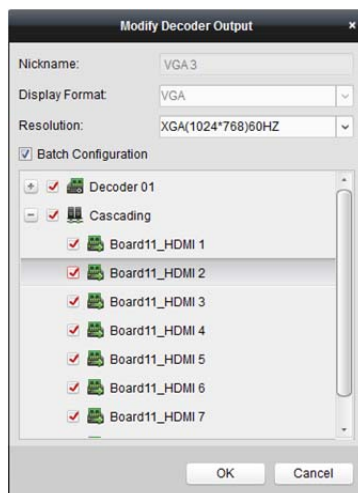 Modify Decoder Output ×
Nickname: VGA3
Display Format: VGA
Resolution: XGA(1024*768)60HZ
Batch Configuration
Decoder 01
Cascading
Board11_HDMI 1
Board11_HDMI 2
Board11_HDMI 3
Board11_HDMI 4
Board11_HDMI 5
Board11_HDMI 6
Board11_HDMI 7
OK Cancel